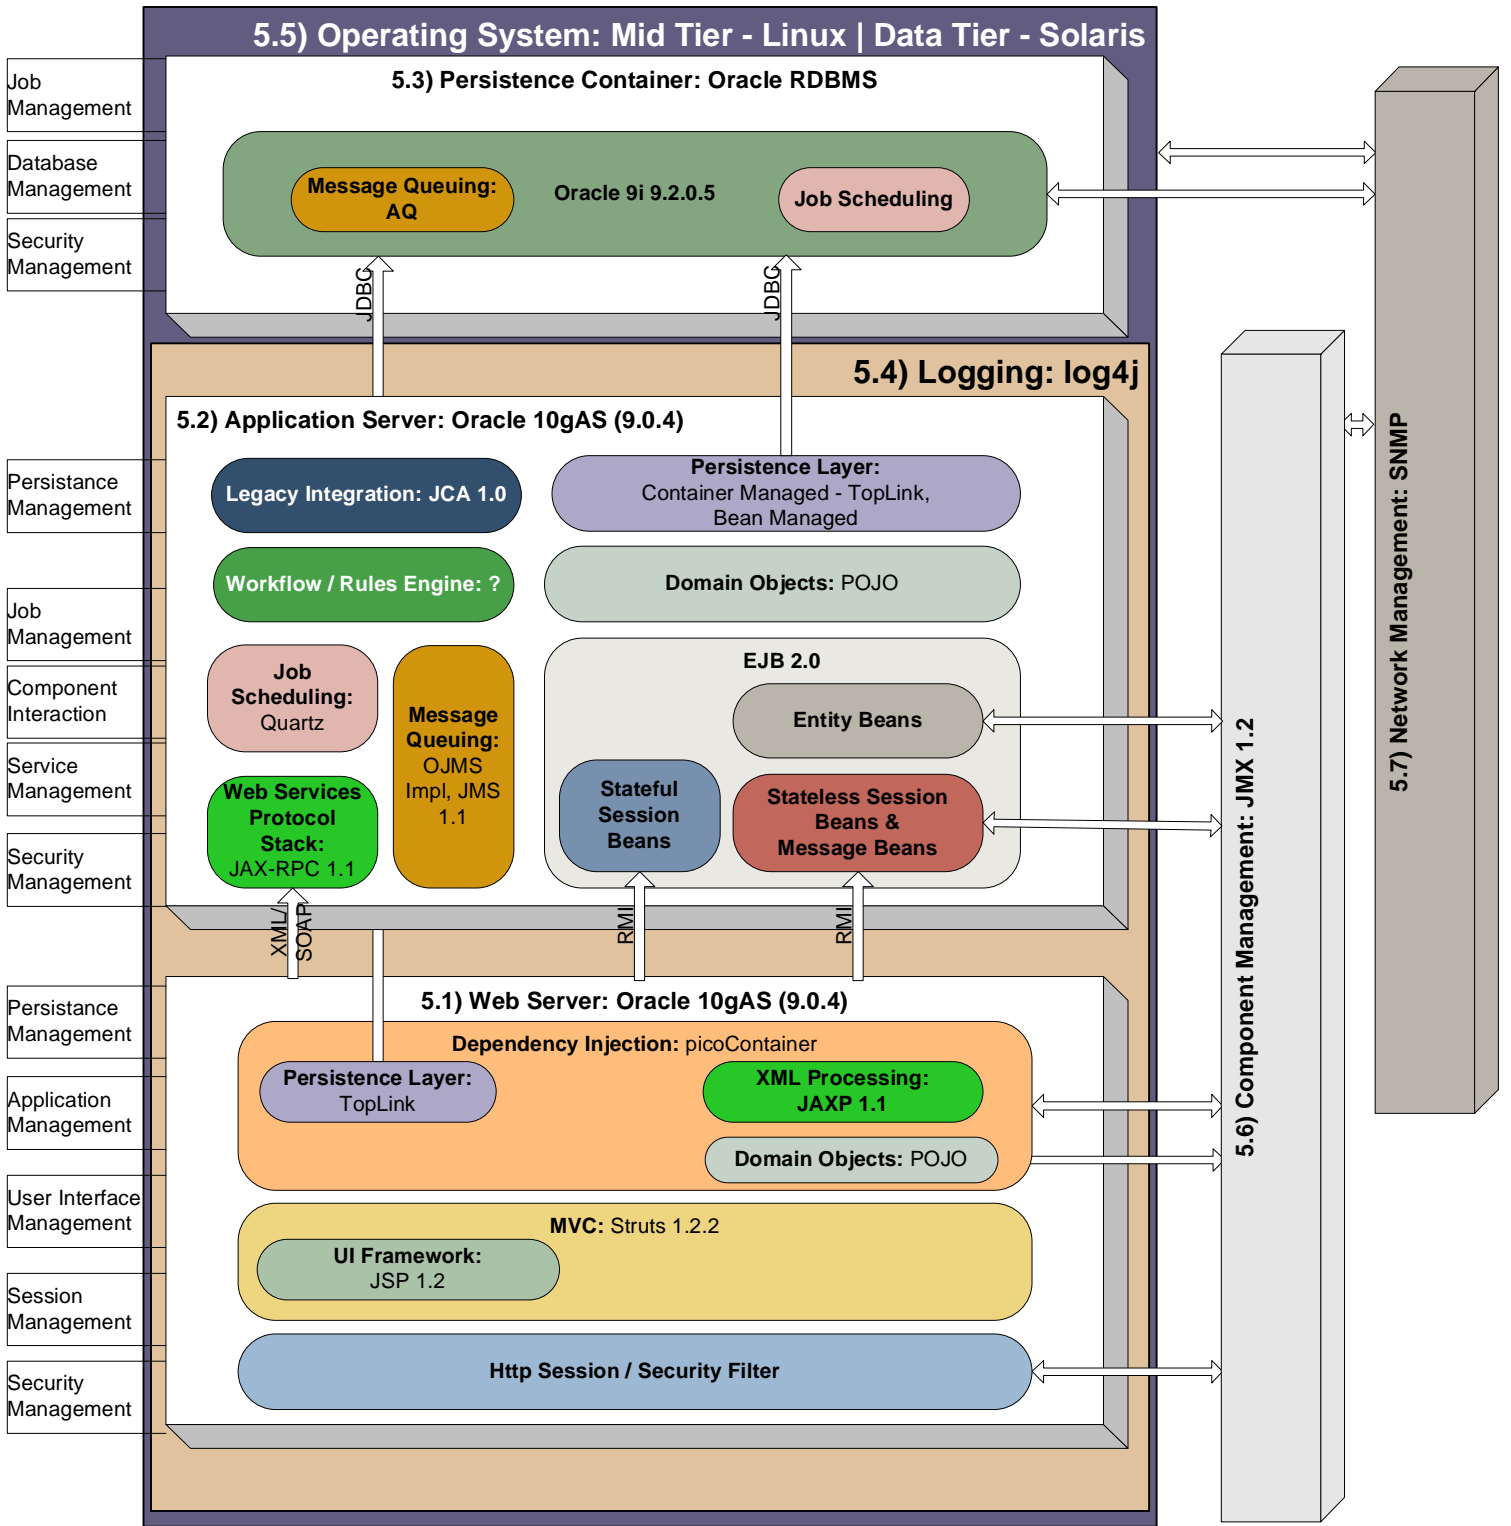 5.5) Operating System: Mid Tier - Linux | Data Tier - Solaris
5.3) Persistence Container: Oracle RDBMS
Job
Management
Database
Management
Security
Management
Message Queuing:
AQ
Oracle 9i 9.2.0.5
Job Scheduling
JDBC
JDBC
5.4) Logging: log4j
5.2) Application Server: Oracle 10gAS (9.0.4)
Persistance
Management
Job
Management
Component
Interaction
Service
Management
Security
Management
Legacy Integration: JCA 1.0
Persistence Layer:
Container Managed - TopLink,
Bean Managed
Workflow / Rules Engine: ?
Domain Objects: POJO
Job
Scheduling:
Quartz
Message
Queuing:
OJMS
Impl, JMS
1.1
Web Services
Protocol
Stack:
JAX-RPC 1.1
EJB 2.0
Entity Beans
Stateful
Session
Beans
Stateless Session
Beans &
Message Beans
XML/
SOAP
RMI
RMI
5.1) Web Server: Oracle 10gAS (9.0.4)
Persistance
Management
Application
Management
User Interface
Management
Session
Management
Security
Management
Dependency Injection: picoContainer
Persistence Layer:
TopLink
XML Processing:
JAXP 1.1
Domain Objects: POJO
MVC: Struts 1.2.2
UI Framework:
JSP 1.2
Http Session / Security Filter
5.6) Component Management: JMX 1.2
5.7) Network Management: SNMP